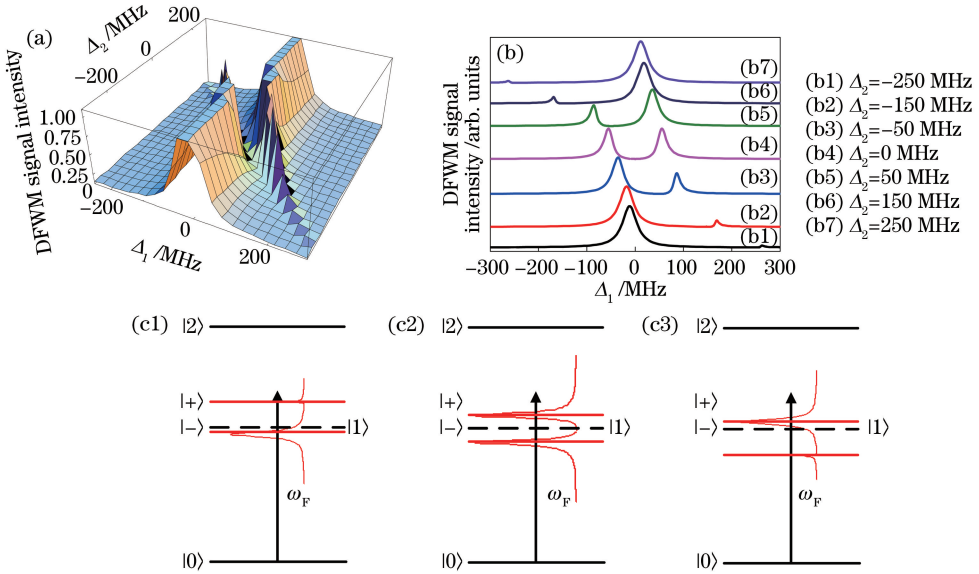 (a)
Δ₂/MHz
200
0
−200
DFWM signal intensity
1.00
0.75
0.50
0.25
0
−200
0
200
Δ₁/MHz
(b)
DFWM signal
intensity /arb. units
(b7)
(b6)
(b5)
(b4)
(b3)
(b2)
(b1)
−300 −200 −100 0 100 200 300
Δ₁/MHz
(b1) Δ₂=−250 MHz
(b2) Δ₂=−150 MHz
(b3) Δ₂=−50 MHz
(b4) Δ₂=0 MHz
(b5) Δ₂=50 MHz
(b6) Δ₂=150 MHz
(b7) Δ₂=250 MHz
(c1)
|2⟩
|+⟩
|−⟩
|1⟩
ω_F
|0⟩
(c2)
|2⟩
|+⟩
|−⟩
|1⟩
ω_F
|0⟩
(c3)
|2⟩
|+⟩
|−⟩
|1⟩
ω_F
|0⟩